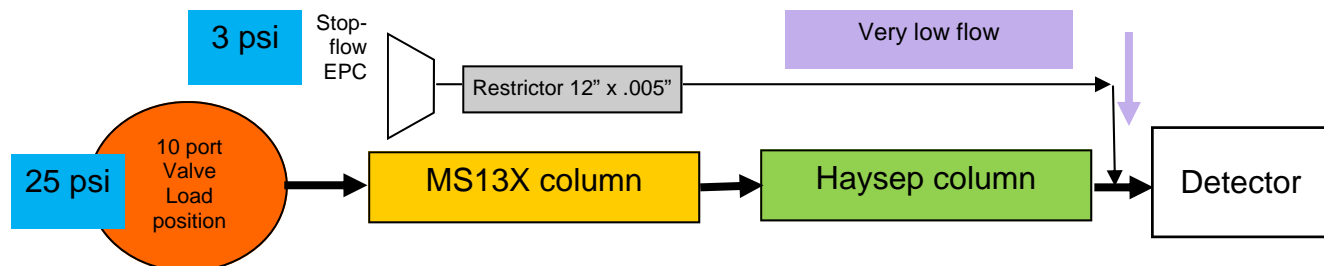 3 psi
Stop-
flow
EPC
Very low flow
Restrictor 12” x .005”
25 psi
10 port
Valve
Load
position
MS13X column
Haysep column
Detector